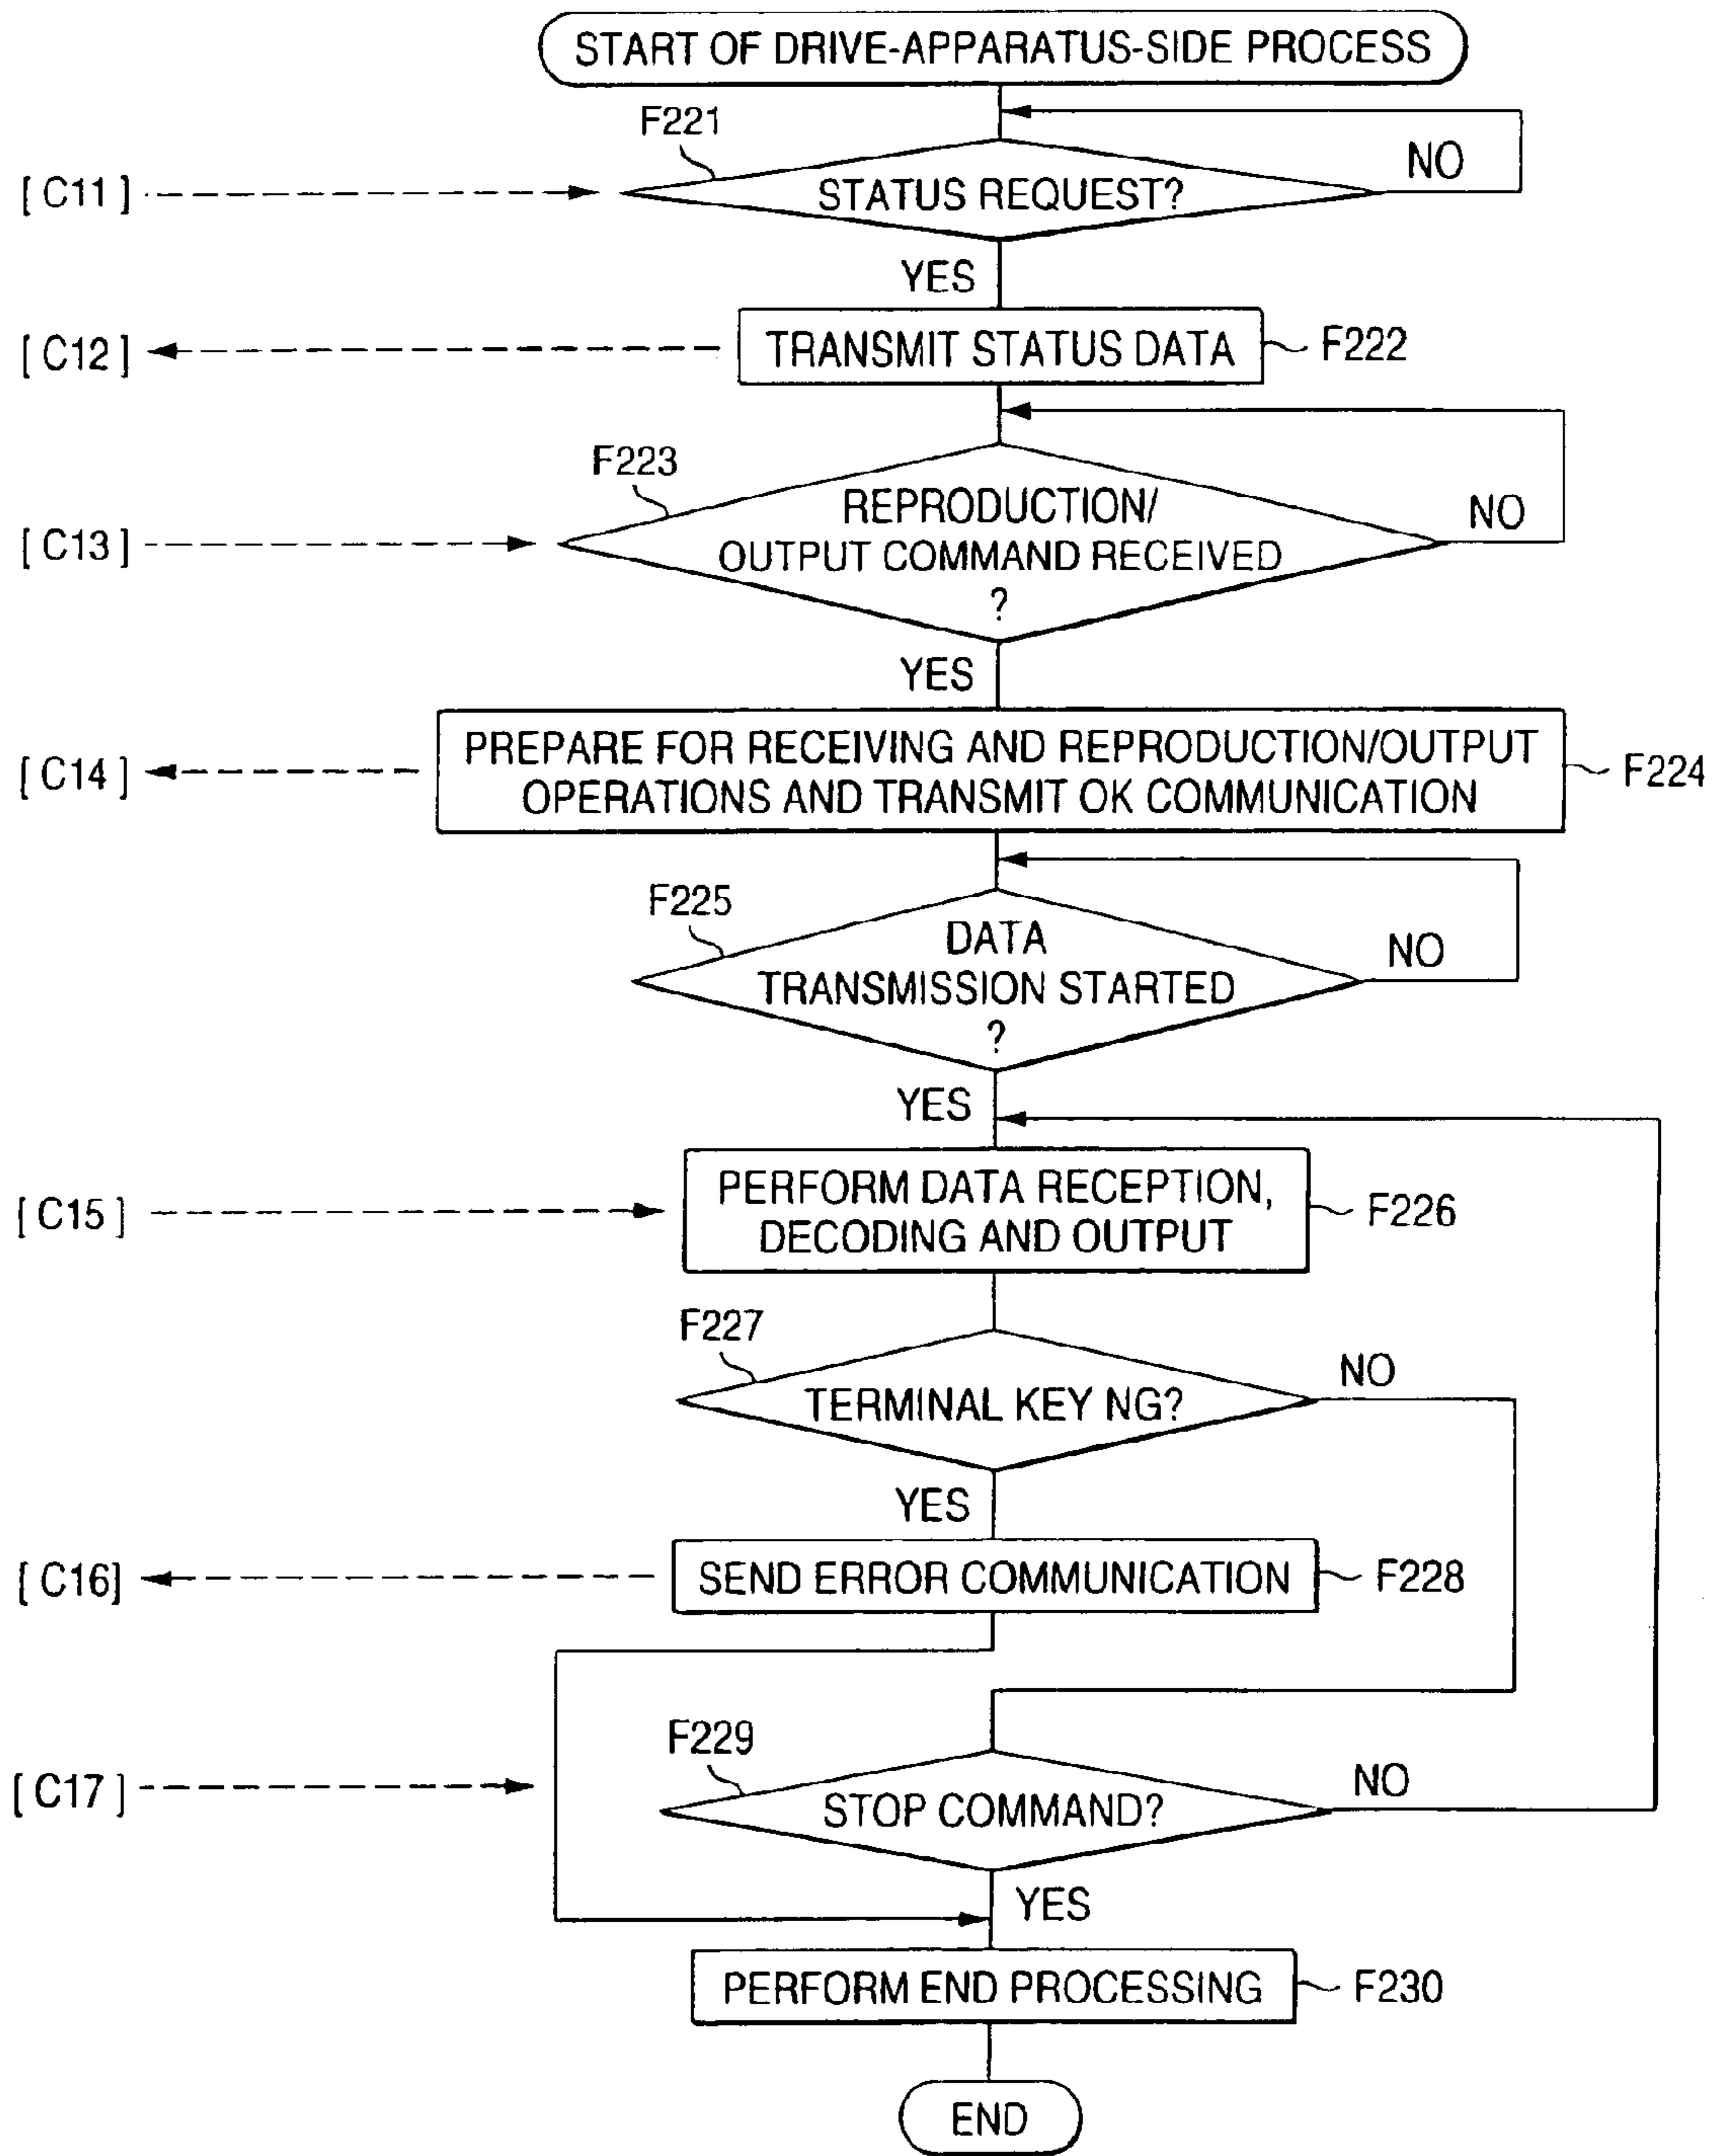 START OF DRIVE-APPARATUS-SIDE PROCESS
F221
NO
[C11]
STATUS REQUEST?
YES
[C12]
TRANSMIT STATUS DATA
F222
F223
REPRODUCTION/
NO
[C13]
OUTPUT COMMAND RECEIVED
?
YES
[C14]
PREPARE FOR RECEIVING AND REPRODUCTION/OUTPUT
OPERATIONS AND TRANSMIT OK COMMUNICATION
F224
F225
DATA
NO
TRANSMISSION STARTED
?
YES
[C15]
PERFORM DATA RECEPTION,
DECODING AND OUTPUT
F226
F227
NO
TERMINAL KEY NG?
YES
[C16]
SEND ERROR COMMUNICATION
F228
F229
[C17]
NO
STOP COMMAND?
YES
PERFORM END PROCESSING
F230
END